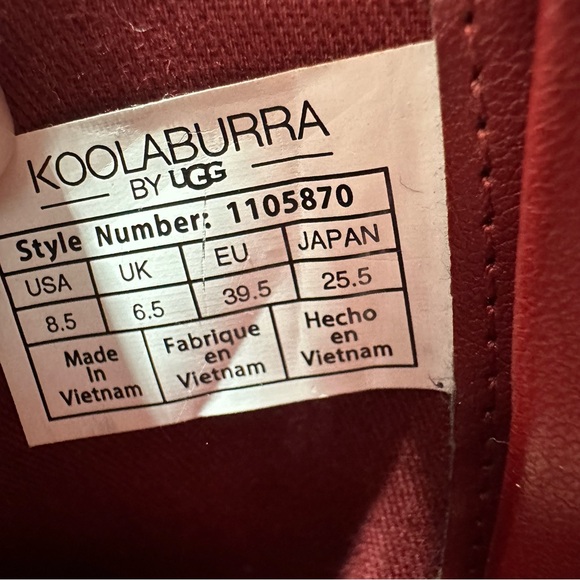 KOOLABURRA
BY UGG
Style Number: 1105870
USA UK EU JAPAN
8.5 6.5 39.5 25.5
Made In Vietnam Fabrique en Vietnam Hecho en Vietnam